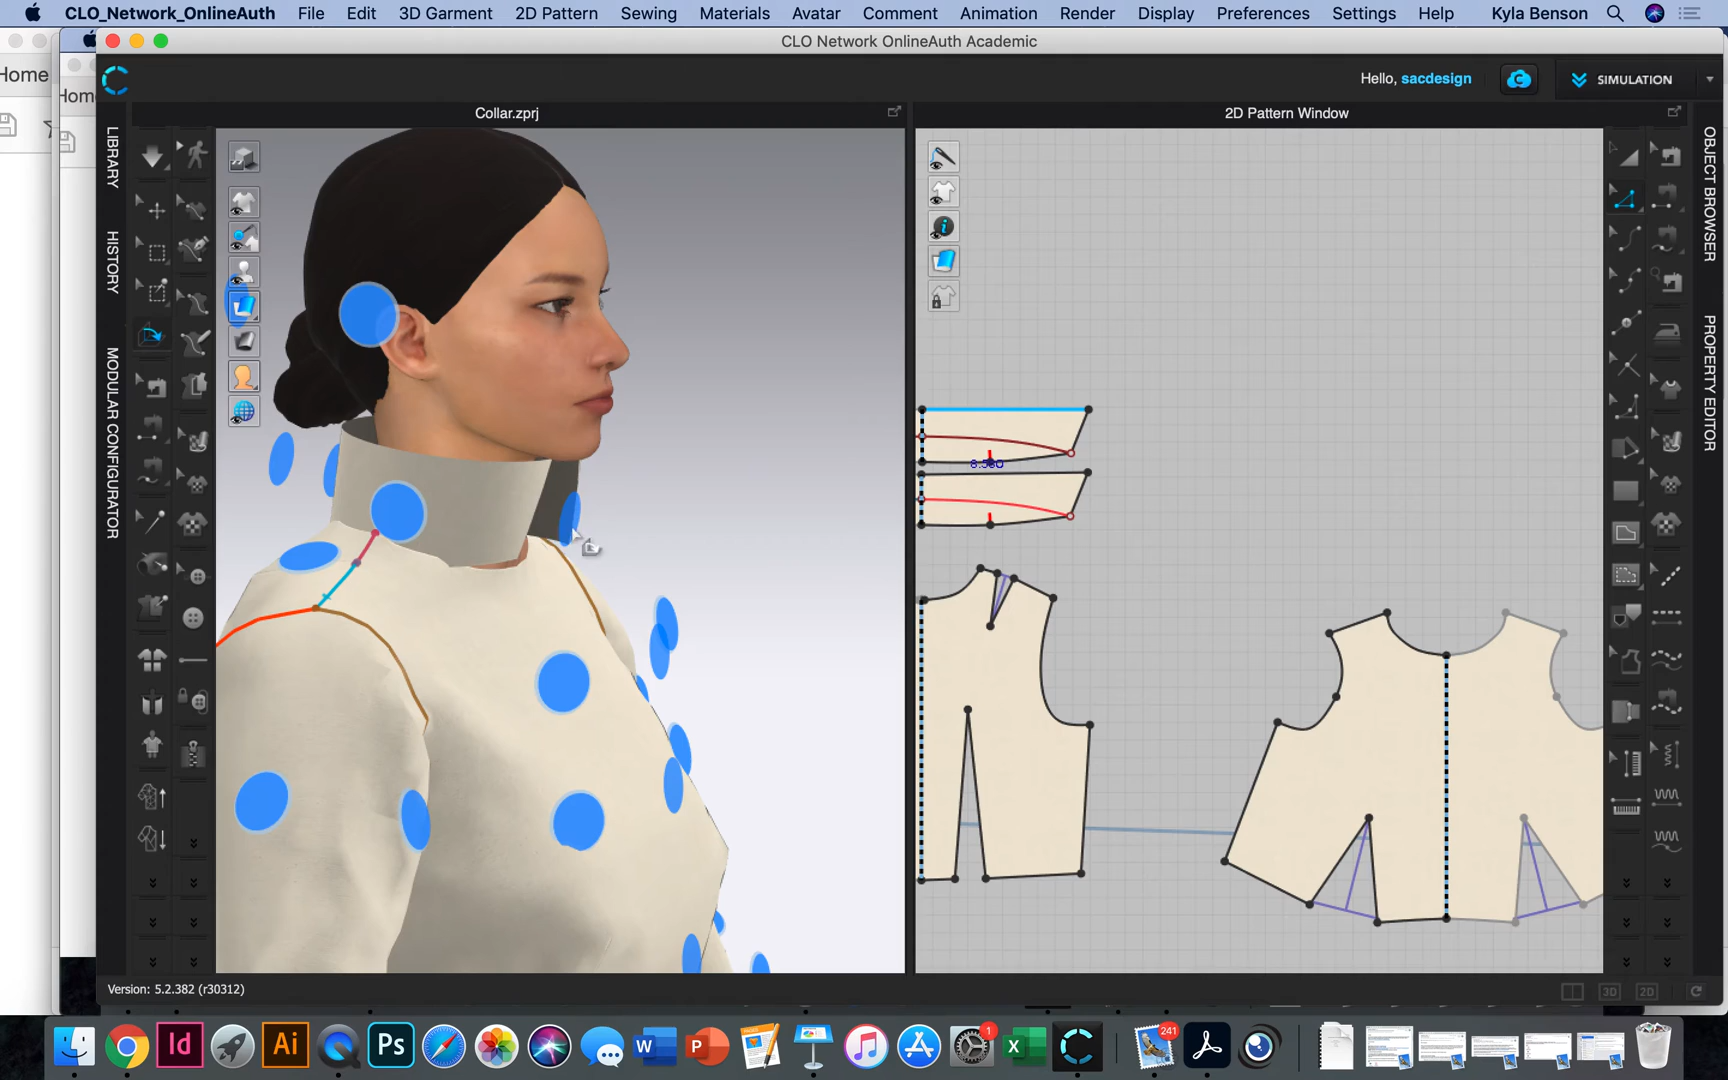 CLO_Network_OnlineAuth File Edit 3D Garment 2D Pattern Sewing Materials Avatar Comment Animation Render Display Preferences Settings Help Kyla Benson
CLO Network OnlineAuth Academic
Home
Hello, sacdesign
SIMULATION
Collar.zprj
2D Pattern Window
LIBRARY
HISTORY
MODULAR CONFIGURATOR
OBJECT BROWSER
PROPERTY EDITOR
Version: 5.2.382 (r30312)
3D
2D
Id
Ai
Ps
W
P
X
1
241